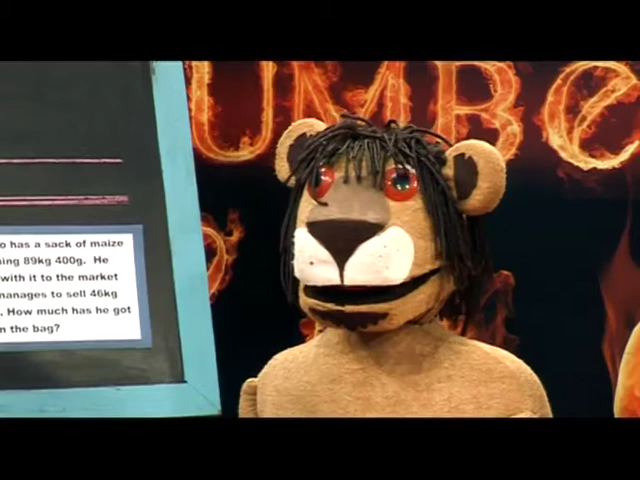 UMBe
o has a sack of maize
ing 89kg 400g. He
with it to the market
manages to sell 46kg
. How much has he got
n the bag?